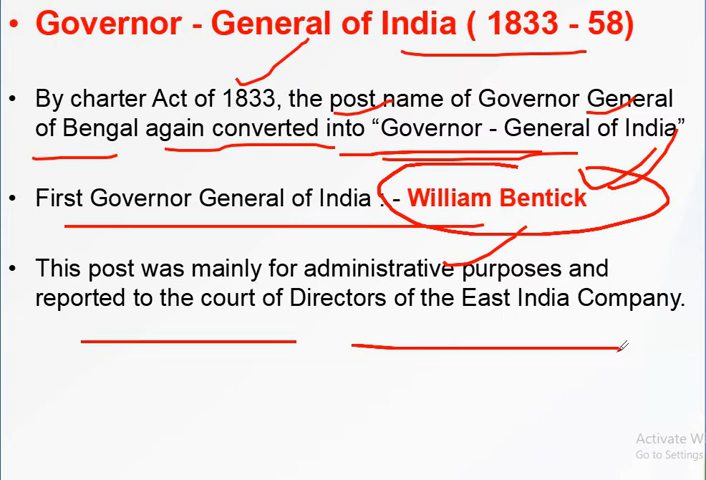 • Governor - General of India ( 1833 - 58)
• By charter Act of 1833, the post name of Governor General
of Bengal again converted into “Governor - General of India”
• First Governor General of India : - William Bentick
• This post was mainly for administrative purposes and
reported to the court of Directors of the East India Company.
Activate W
Go to Settings